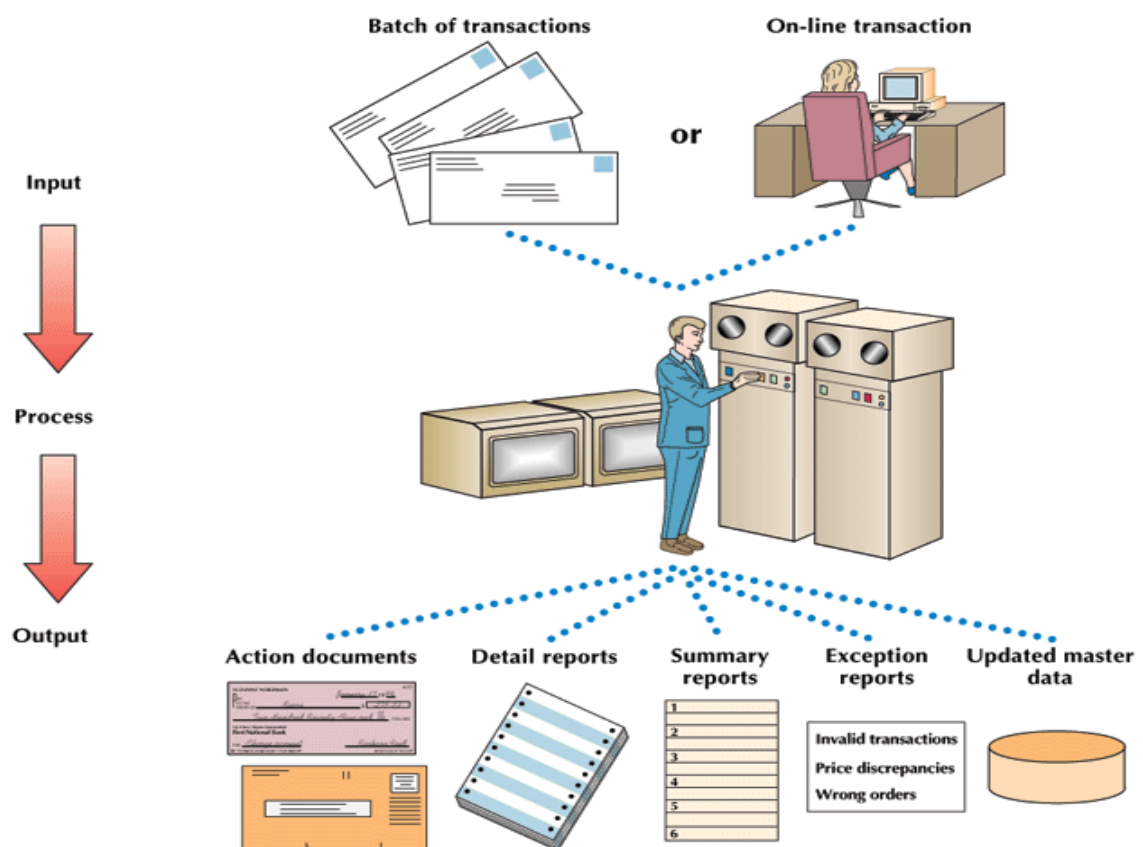 Batch of transactions
On-line transaction
or
Input
Process
Output
Action documents
Detail reports
Summary
reports
Exception
reports
Updated master
data
First National Bank
1
2
3
4
5
6
Invalid transactions
Price discrepancies
Wrong orders